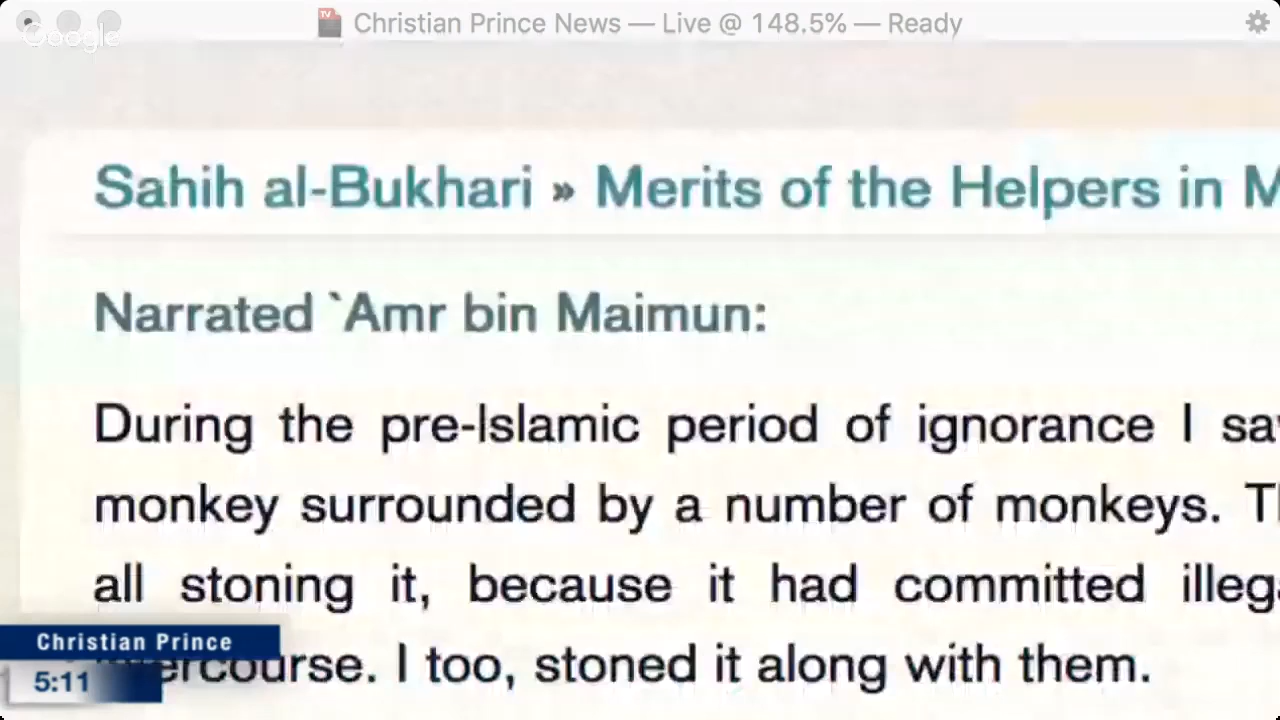 Christian Prince News — Live @ 148.5% — Ready
Google
Sahih al-Bukhari » Merits of the Helpers in M
Narrated `Amr bin Maimun:
During the pre-Islamic period of ignorance I sa
monkey surrounded by a number of monkeys. Th
all stoning it, because it had committed illega
Christian Prince
ercourse. I too, stoned it along with them.
5:11